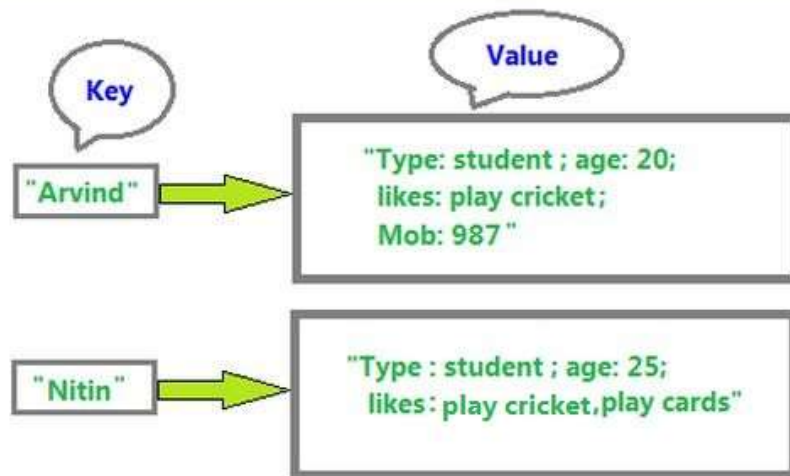 Key
Value
"Arvind"
"Type: student ; age: 20;
likes: play cricket;
Mob: 987"
"Nitin"
"Type : student ; age: 25;
likes: play cricket,play cards"